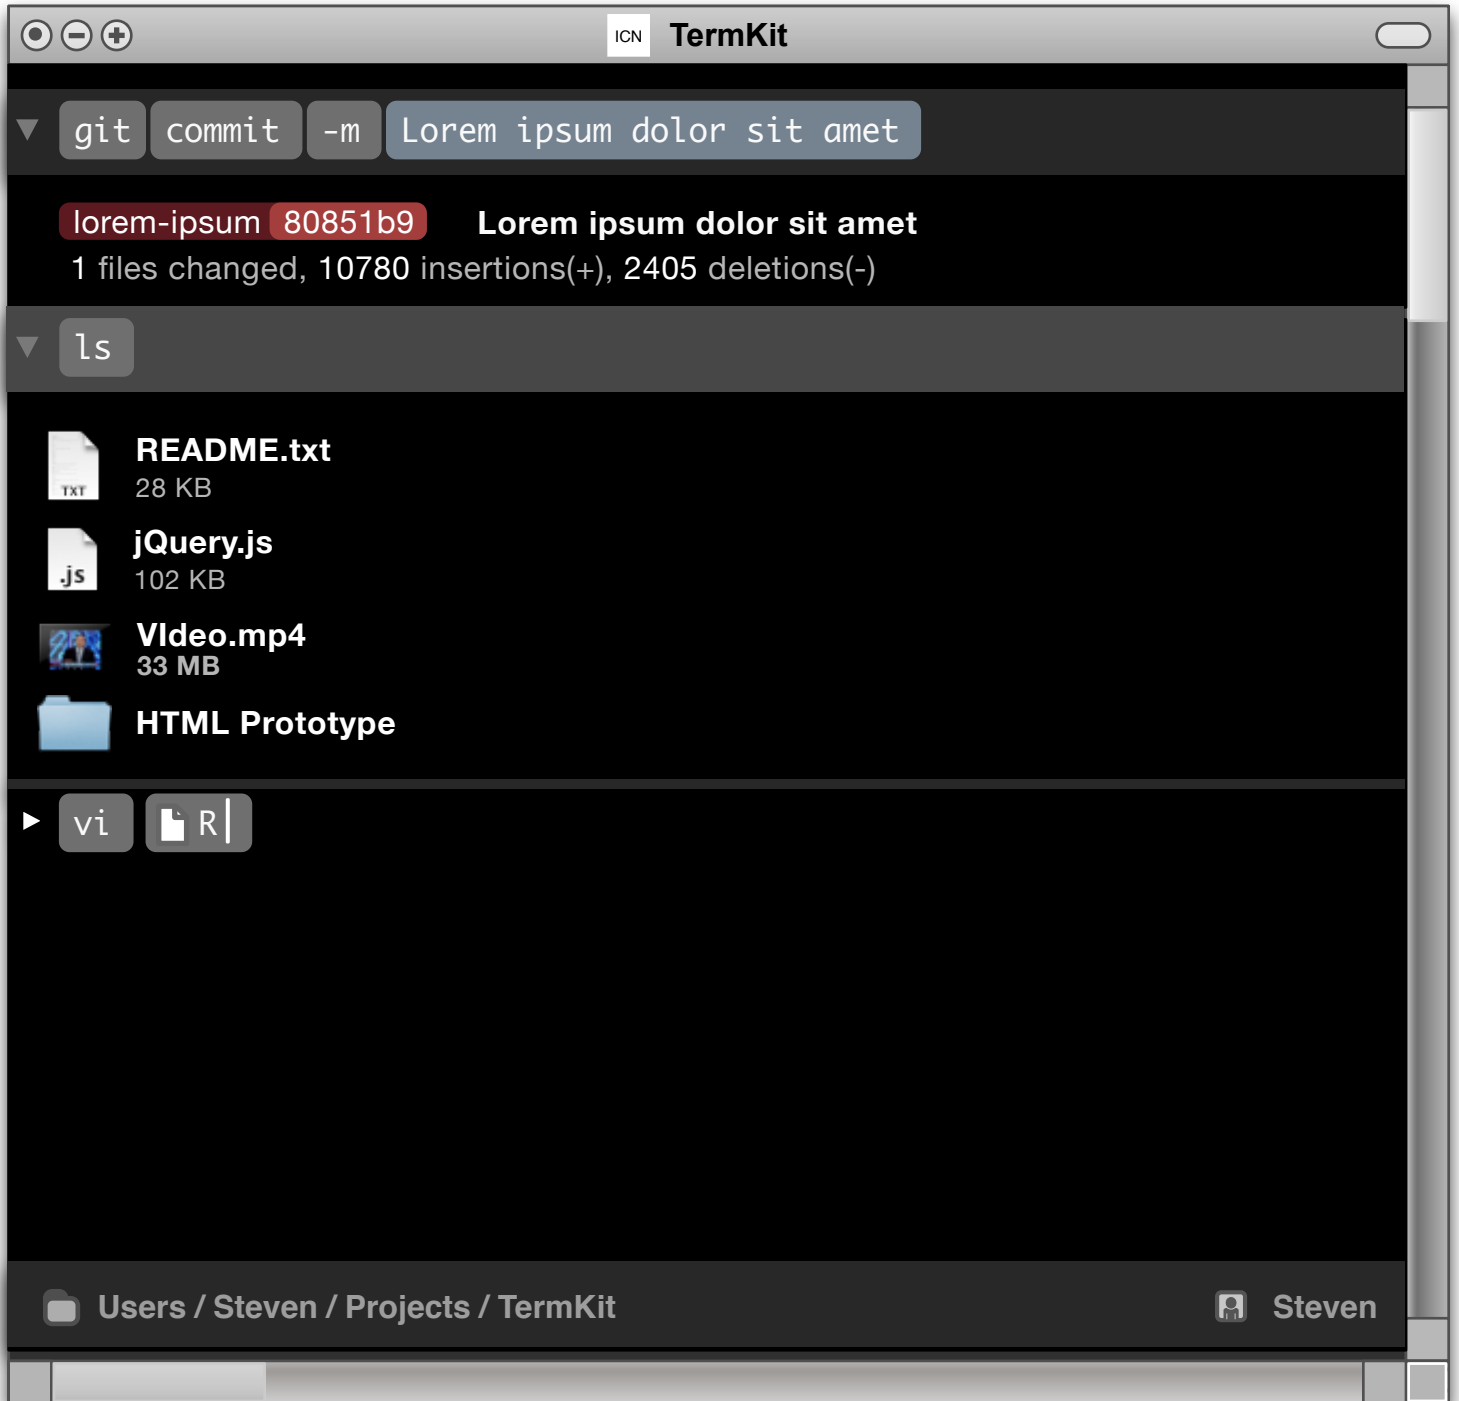 ICN TermKit
git commit -m Lorem ipsum dolor sit amet
lorem-ipsum 80851b9 Lorem ipsum dolor sit amet
1 files changed, 10780 insertions(+), 2405 deletions(-)
ls
README.txt
TXT
28 KB
jQuery.js
.js
102 KB
VIdeo.mp4
33 MB
HTML Prototype
vi R
Users / Steven / Projects / TermKit
Steven